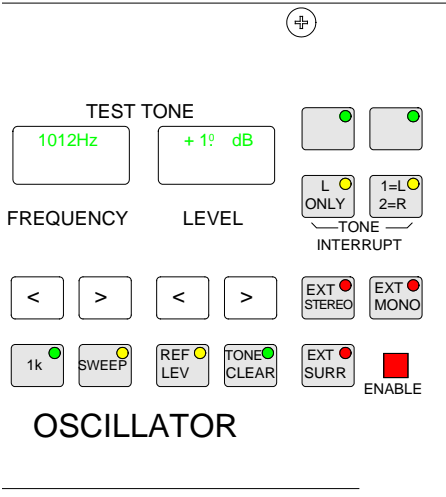 TEST TONE
1012Hz
+ 1º dB
FREQUENCY
LEVEL
L
ONLY
1=L
2=R
TONE
INTERRUPT
<
>
<
>
EXT
STEREO
EXT
MONO
1k
SWEEP
REF
LEV
TONE
CLEAR
EXT
SURR
ENABLE
OSCILLATOR